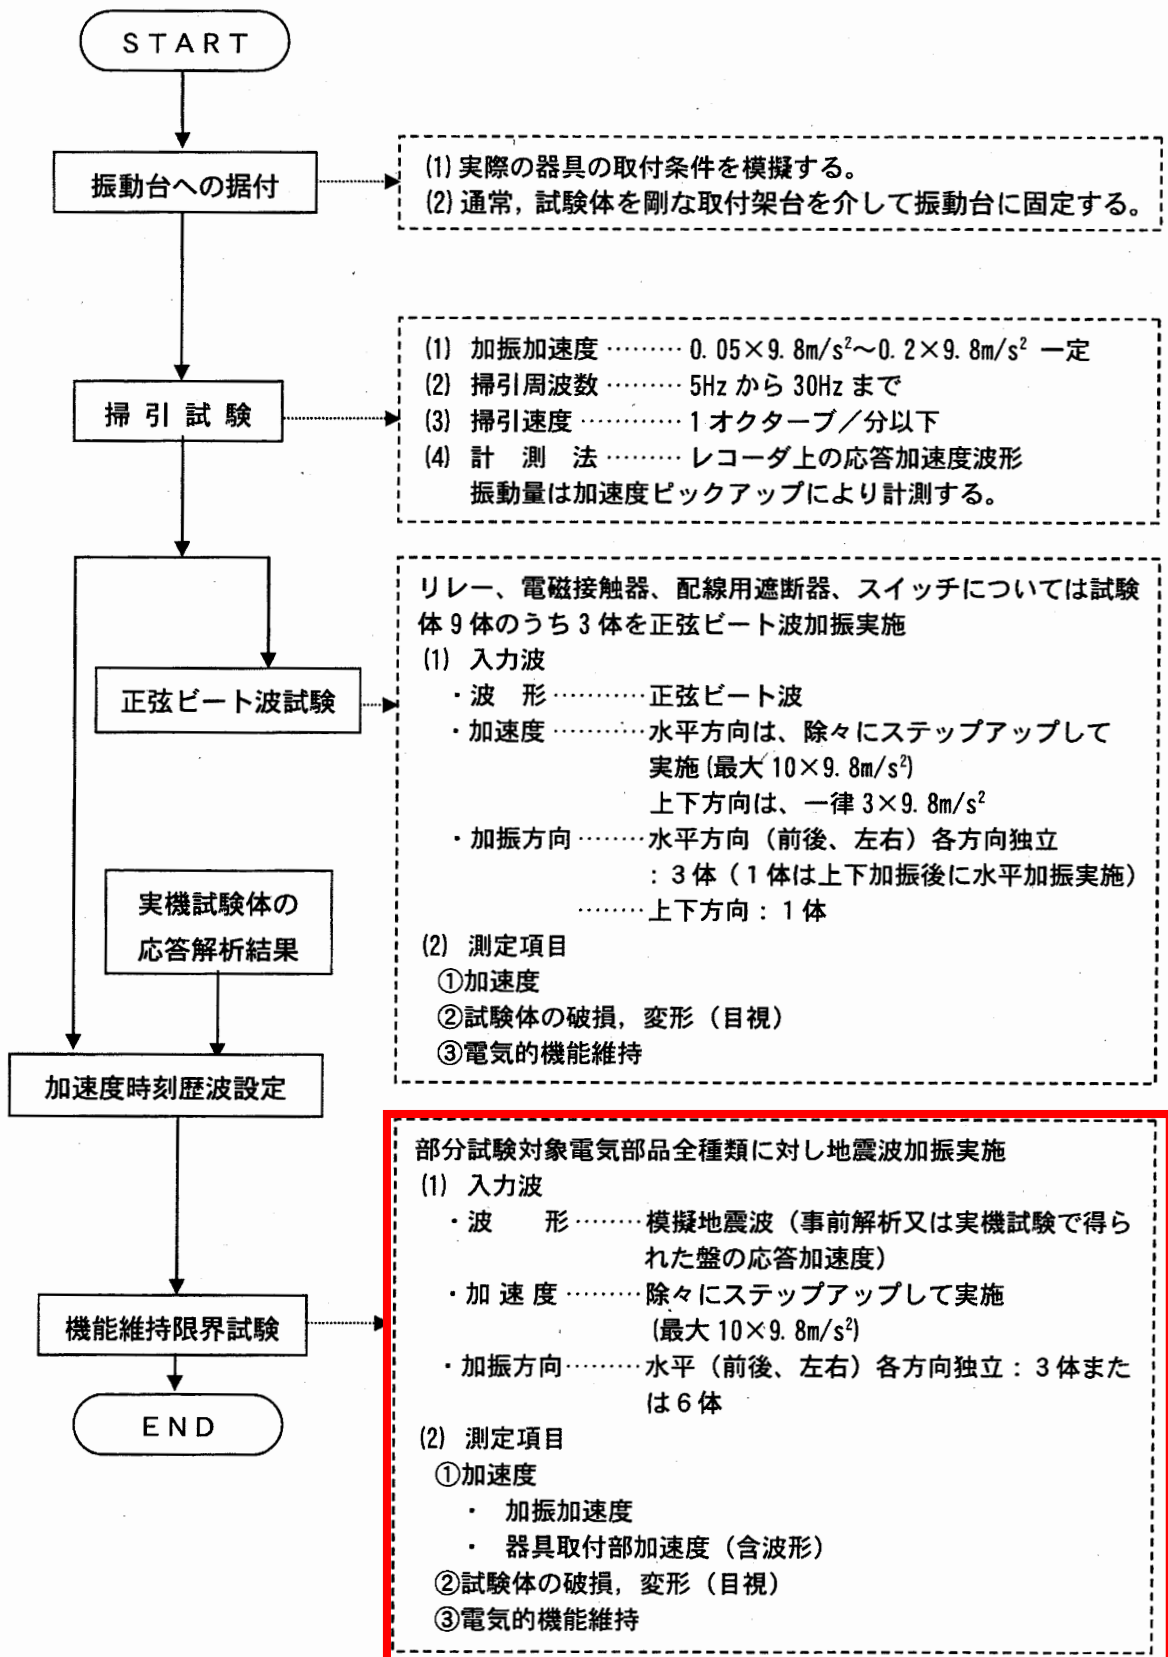 START
振動台への据付
(1) 実際の器具の取付条件を模擬する。
(2) 通常，試験体を剛な取付架台を介して振動台に固定する。
掃引試験
(1) 加振加速度 ……… 0.05×9.8m/s²～0.2×9.8m/s² 一定
(2) 掃引周波数 ……… 5Hz から 30Hz まで
(3) 掃引速度 ………… 1 オクターブ／分以下
(4) 計 測 法 ……… レコーダ上の応答加速度波形
振動量は加速度ピックアップにより計測する。
正弦ビート波試験
リレー、電磁接触器、配線用遮断器、スイッチについては試験
体 9 体のうち 3 体を正弦ビート波加振実施
(1) 入力波
・波 形 ………… 正弦ビート波
・加速度 …………水平方向は、除々にステップアップして
実施 (最大 10×9.8m/s²)
上下方向は、一律 3×9.8m/s²
・加振方向 ………水平方向（前後、左右）各方向独立
：3 体（1 体は上下加振後に水平加振実施）
………上下方向：1 体
(2) 測定項目
①加速度
②試験体の破損，変形（目視）
③電気的機能維持
実機試験体の
応答解析結果
加速度時刻歴波設定
機能維持限界試験
部分試験対象電気部品全種類に対し地震波加振実施
(1) 入力波
・波 形 ………模擬地震波（事前解析又は実機試験で得ら
れた盤の応答加速度）
・加 速 度 ………除々にステップアップして実施
(最大 10×9.8m/s²)
・加振方向 ………水平（前後、左右）各方向独立：3 体また
は 6 体
(2) 測定項目
①加速度
・ 加振加速度
・ 器具取付部加速度（含波形）
②試験体の破損，変形（目視）
③電気的機能維持
END